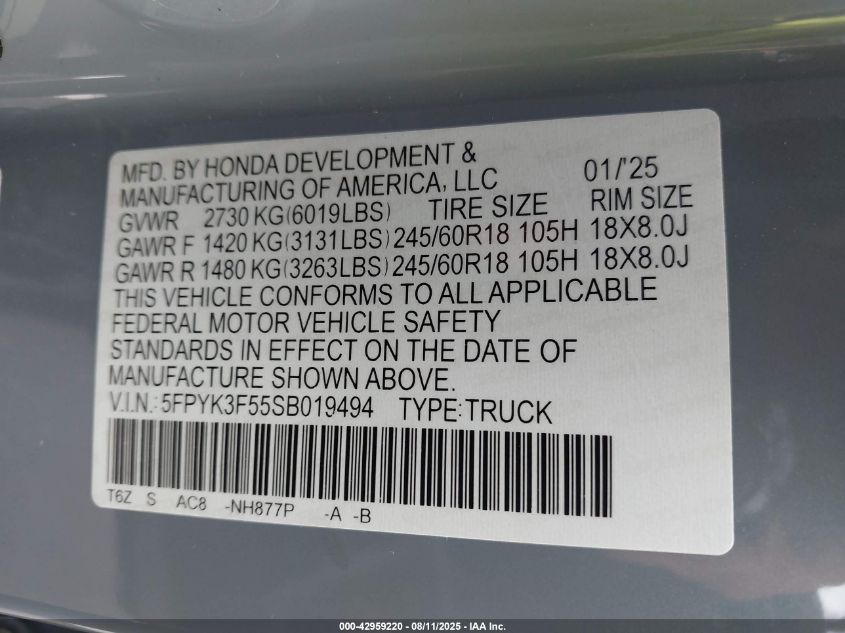 MFD. BY HONDA DEVELOPMENT &
MANUFACTURING OF AMERICA, LLC 01/'25
GVWR 2730 KG(6019LBS) TIRE SIZE RIM SIZE
GAWR F 1420 KG(3131LBS) 245/60R18 105H 18X8.0J
GAWR R 1480 KG(3263LBS) 245/60R18 105H 18X8.0J
THIS VEHICLE CONFORMS TO ALL APPLICABLE
FEDERAL MOTOR VEHICLE SAFETY
STANDARDS IN EFFECT ON THE DATE OF
MANUFACTURE SHOWN ABOVE.
V.I.N.: 5FPYK3F55SB019494 TYPE:TRUCK
T6Z S AC8 -NH877P -A -B
000-42959220 - 08/11/2025 - IAA Inc.